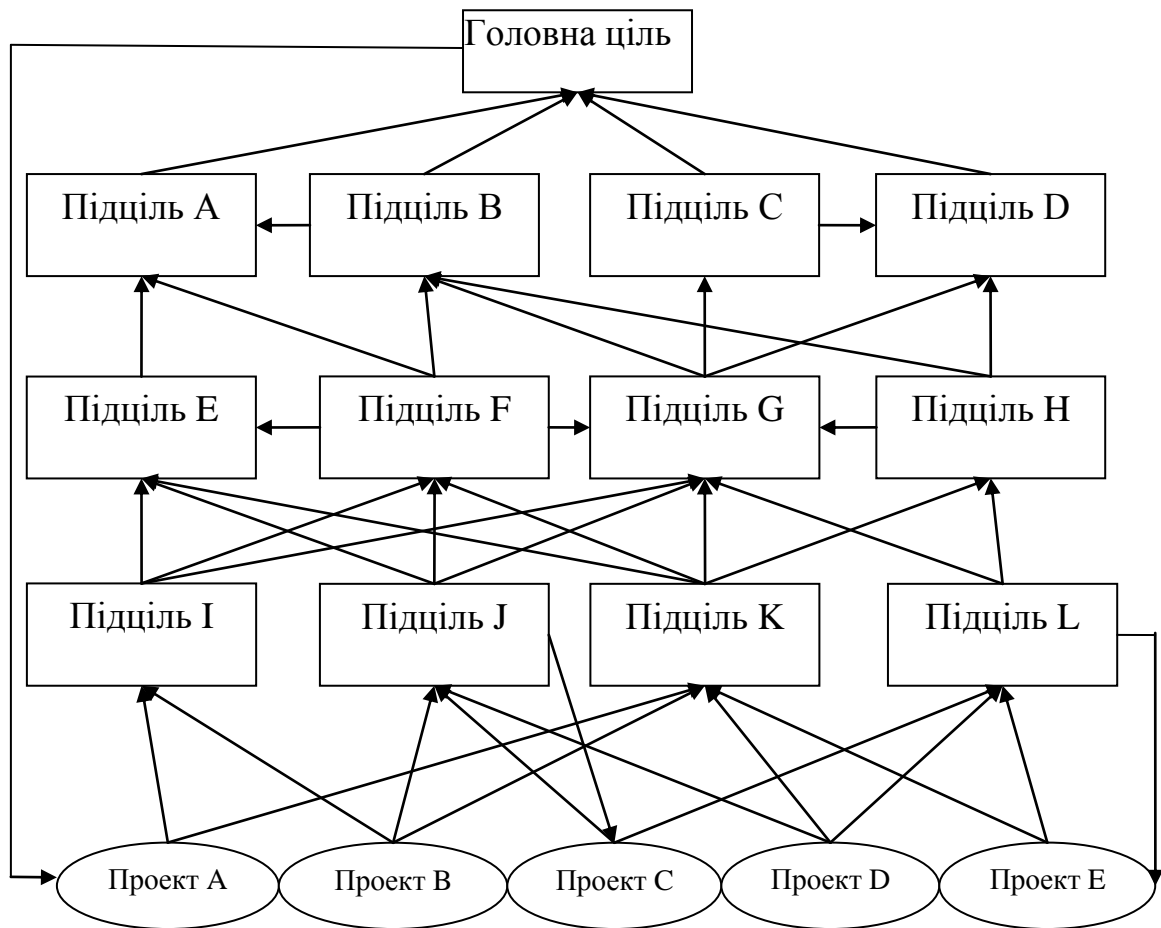 Головна ціль
Підціль A
Підціль B
Підціль C
Підціль D
Підціль E
Підціль F
Підціль G
Підціль H
Підціль I
Підціль J
Підціль K
Підціль L
Проект A
Проект B
Проект C
Проект D
Проект E